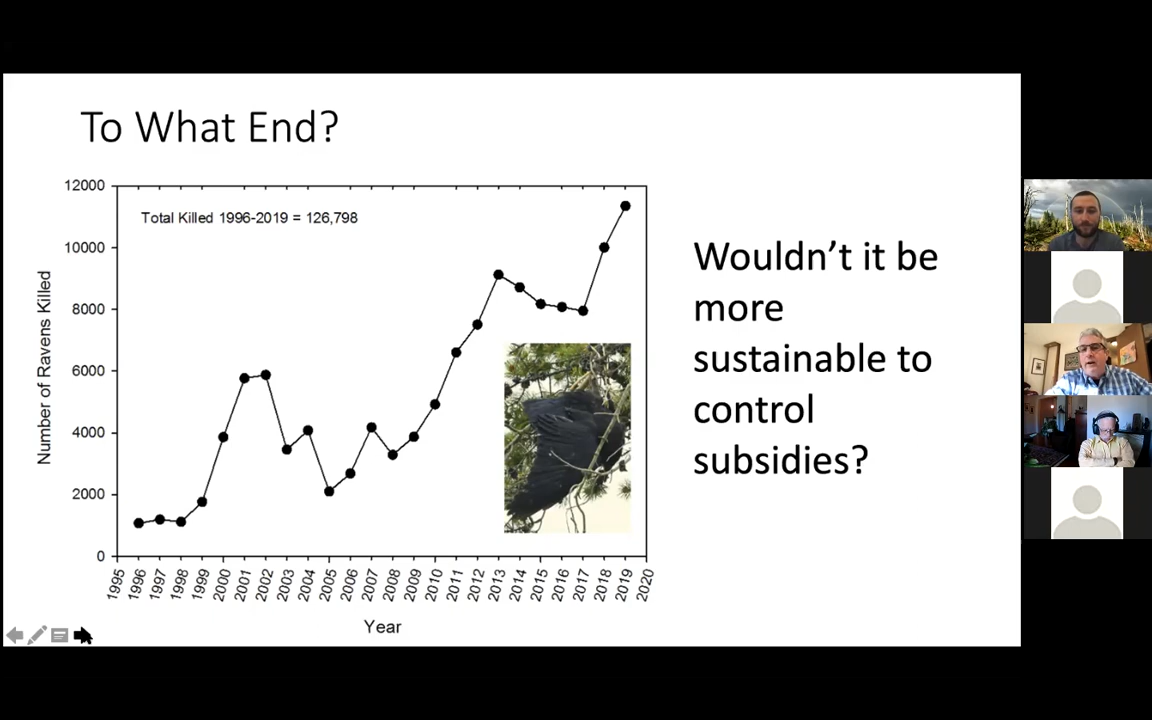 To What End?
12000
Total Killed 1996-2019 = 126,798
10000
8000
6000
4000
2000
0
Number of Ravens Killed
1995 1996 1997 1998 1999 2000 2001 2002 2003 2004 2005 2006 2007 2008 2009 2010 2011 2012 2013 2014 2015 2016 2017 2018 2019 2020
Year
Wouldn’t it be
more
sustainable to
control
subsidies?